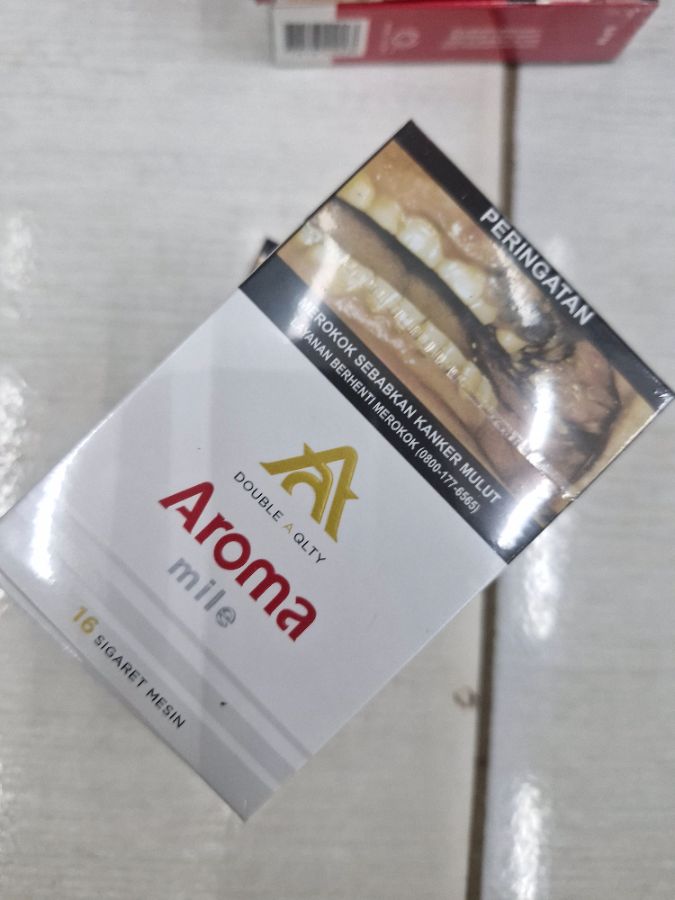 PERINGATAN
MEROKOK SEBABKAN KANKER MULUT
LAYANAN BERHENTI MEROKOK (0800-177-6565)
DOUBLE A QLTY
Aroma
mile
16 SIGARET MESIN